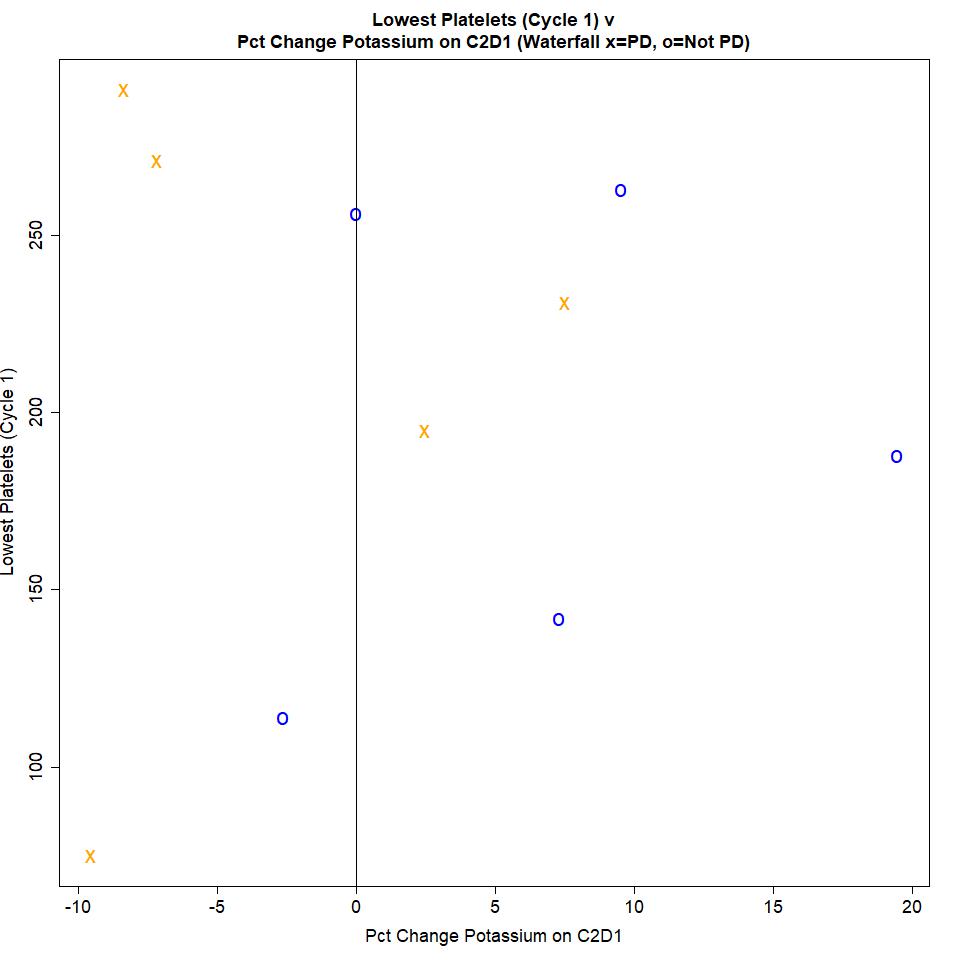 Lowest Platelets (Cycle 1) v
Pct Change Potassium on C2D1 (Waterfall x=PD, o=Not PD)
Lowest Platelets (Cycle 1)
250
200
150
100
X
X
O
O
X
X
O
O
O
X
-10 -5 0 5 10 15 20
Pct Change Potassium on C2D1